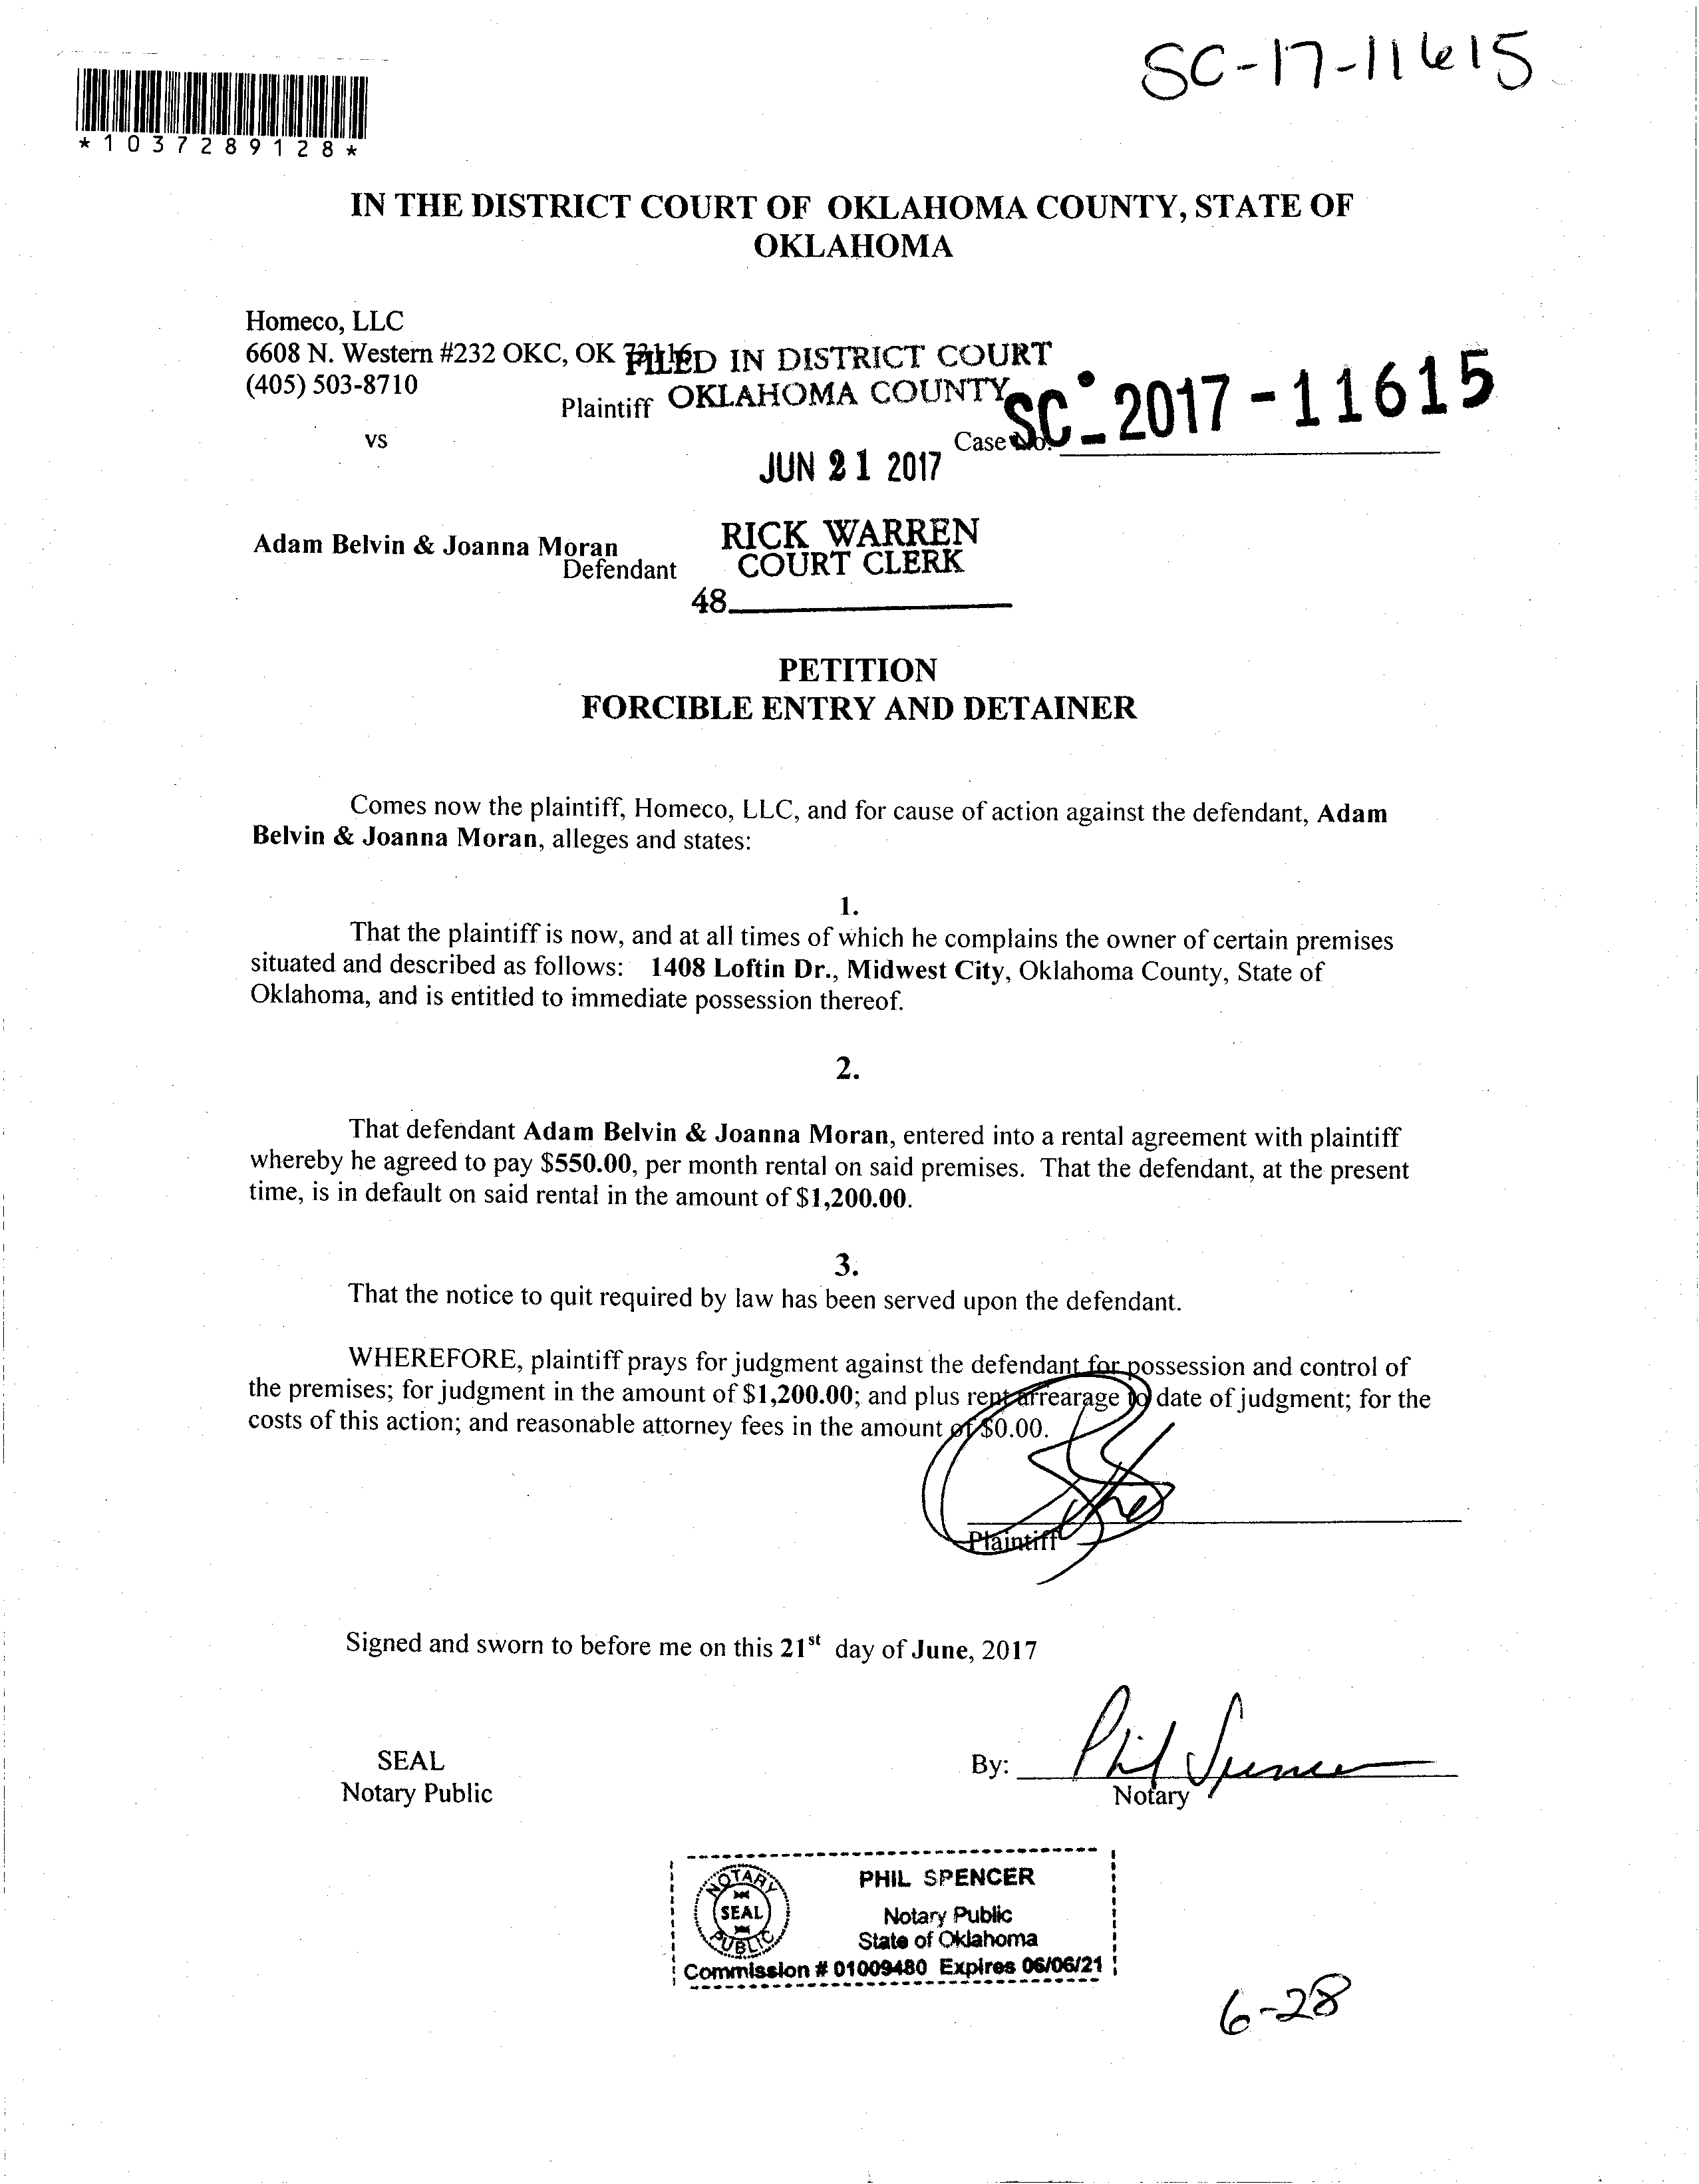 SC-17-11615
*1037289128*
IN THE DISTRICT COURT OF OKLAHOMA COUNTY, STATE OF
OKLAHOMA
Homeco, LLC
6608 N. Western #232 OKC, OK 73116
FILED IN DISTRICT COURT
(405) 503-8710
Plaintiff
OKLAHOMA COUNTY
SC-2017-11615
vs
Case No.
JUN 21 2017
Adam Belvin & Joanna Moran
Defendant
RICK WARREN
COURT CLERK
48
PETITION
FORCIBLE ENTRY AND DETAINER
Comes now the plaintiff, Homeco, LLC, and for cause of action against the defendant, Adam
Belvin & Joanna Moran, alleges and states:
1.
That the plaintiff is now, and at all times of which he complains the owner of certain premises
situated and described as follows: 1408 Loftin Dr., Midwest City, Oklahoma County, State of
Oklahoma, and is entitled to immediate possession thereof.
2.
That defendant Adam Belvin & Joanna Moran, entered into a rental agreement with plaintiff
whereby he agreed to pay $550.00, per month rental on said premises. That the defendant, at the present
time, is in default on said rental in the amount of $1,200.00.
3.
That the notice to quit required by law has been served upon the defendant.
WHEREFORE, plaintiff prays for judgment against the defendant for possession and control of
the premises; for judgment in the amount of $1,200.00; and plus rent arrearage to date of judgment; for the
costs of this action; and reasonable attorney fees in the amount of $0.00.
Plaintiff
Signed and sworn to before me on this 21st day of June, 2017
SEAL
Notary Public
By: Phil Spencer
Notary
NOTARY
SEAL
PUBLIC
PHIL SPENCER
Notary Public
State of Oklahoma
Commission # 01009480 Expires 06/06/21
6-28